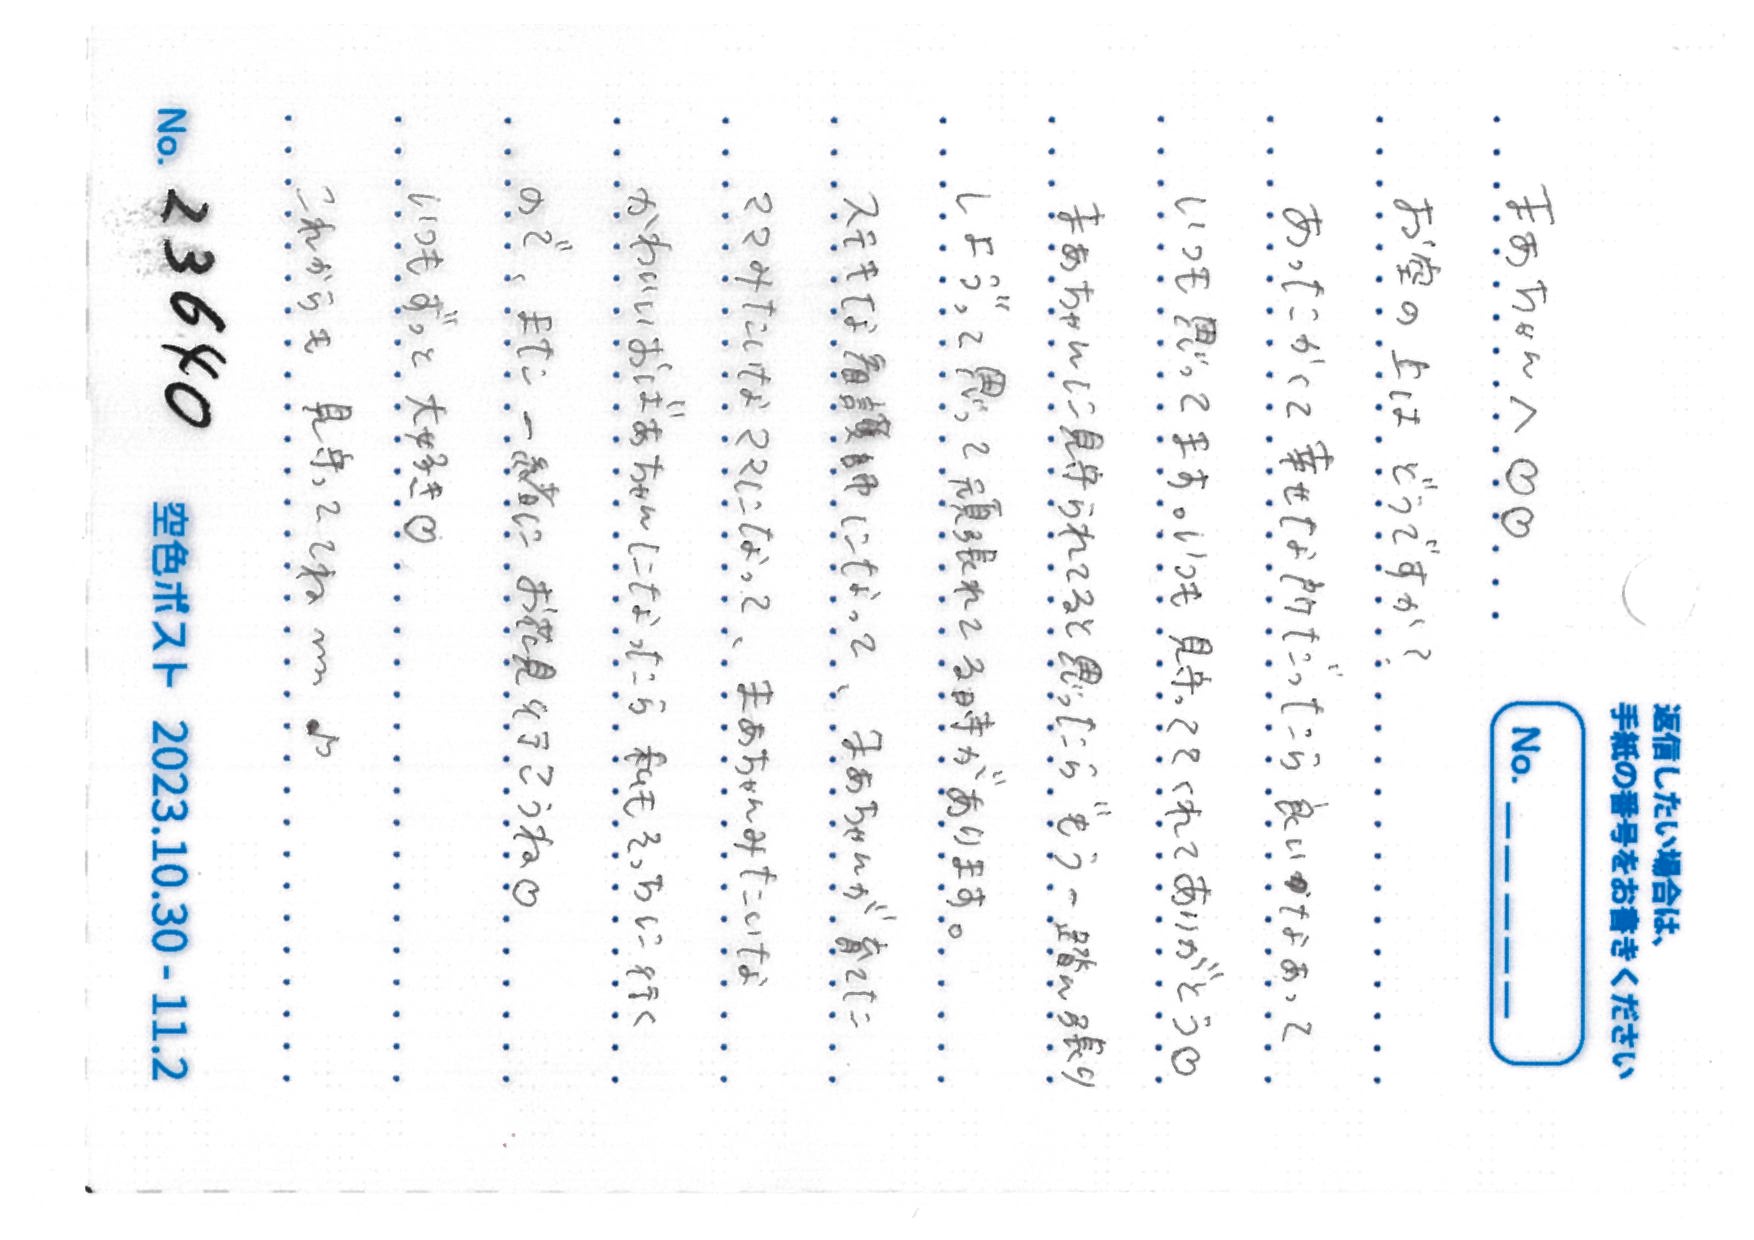 返信したい場合は、
手紙の番号をお書きください
No. _ _ _ _ _
まあちゃんへ♡♡
お空の上は どうですか?
あったかくて 幸せな所だったら 良いかなあって
いつも 思ってます。いつも 見守っててくれてありがとう♡
まあちゃんに見守られてると思ったら "もう一踏ん張り
しよう"って思って頑張れてる時があります。
ステキな看護師になって、まあちゃんが育てた
ママみたいなママになって、まあちゃんみたいな
かわいいおばあちゃんになったら 私もそっちに行く
ので、また 一緒に お花見行こうね♡
いつもずっと 大好き♡
これからも 見守っててね 〰 ♪
No. 23640 空色ポスト 2023.10.30 - 11.2